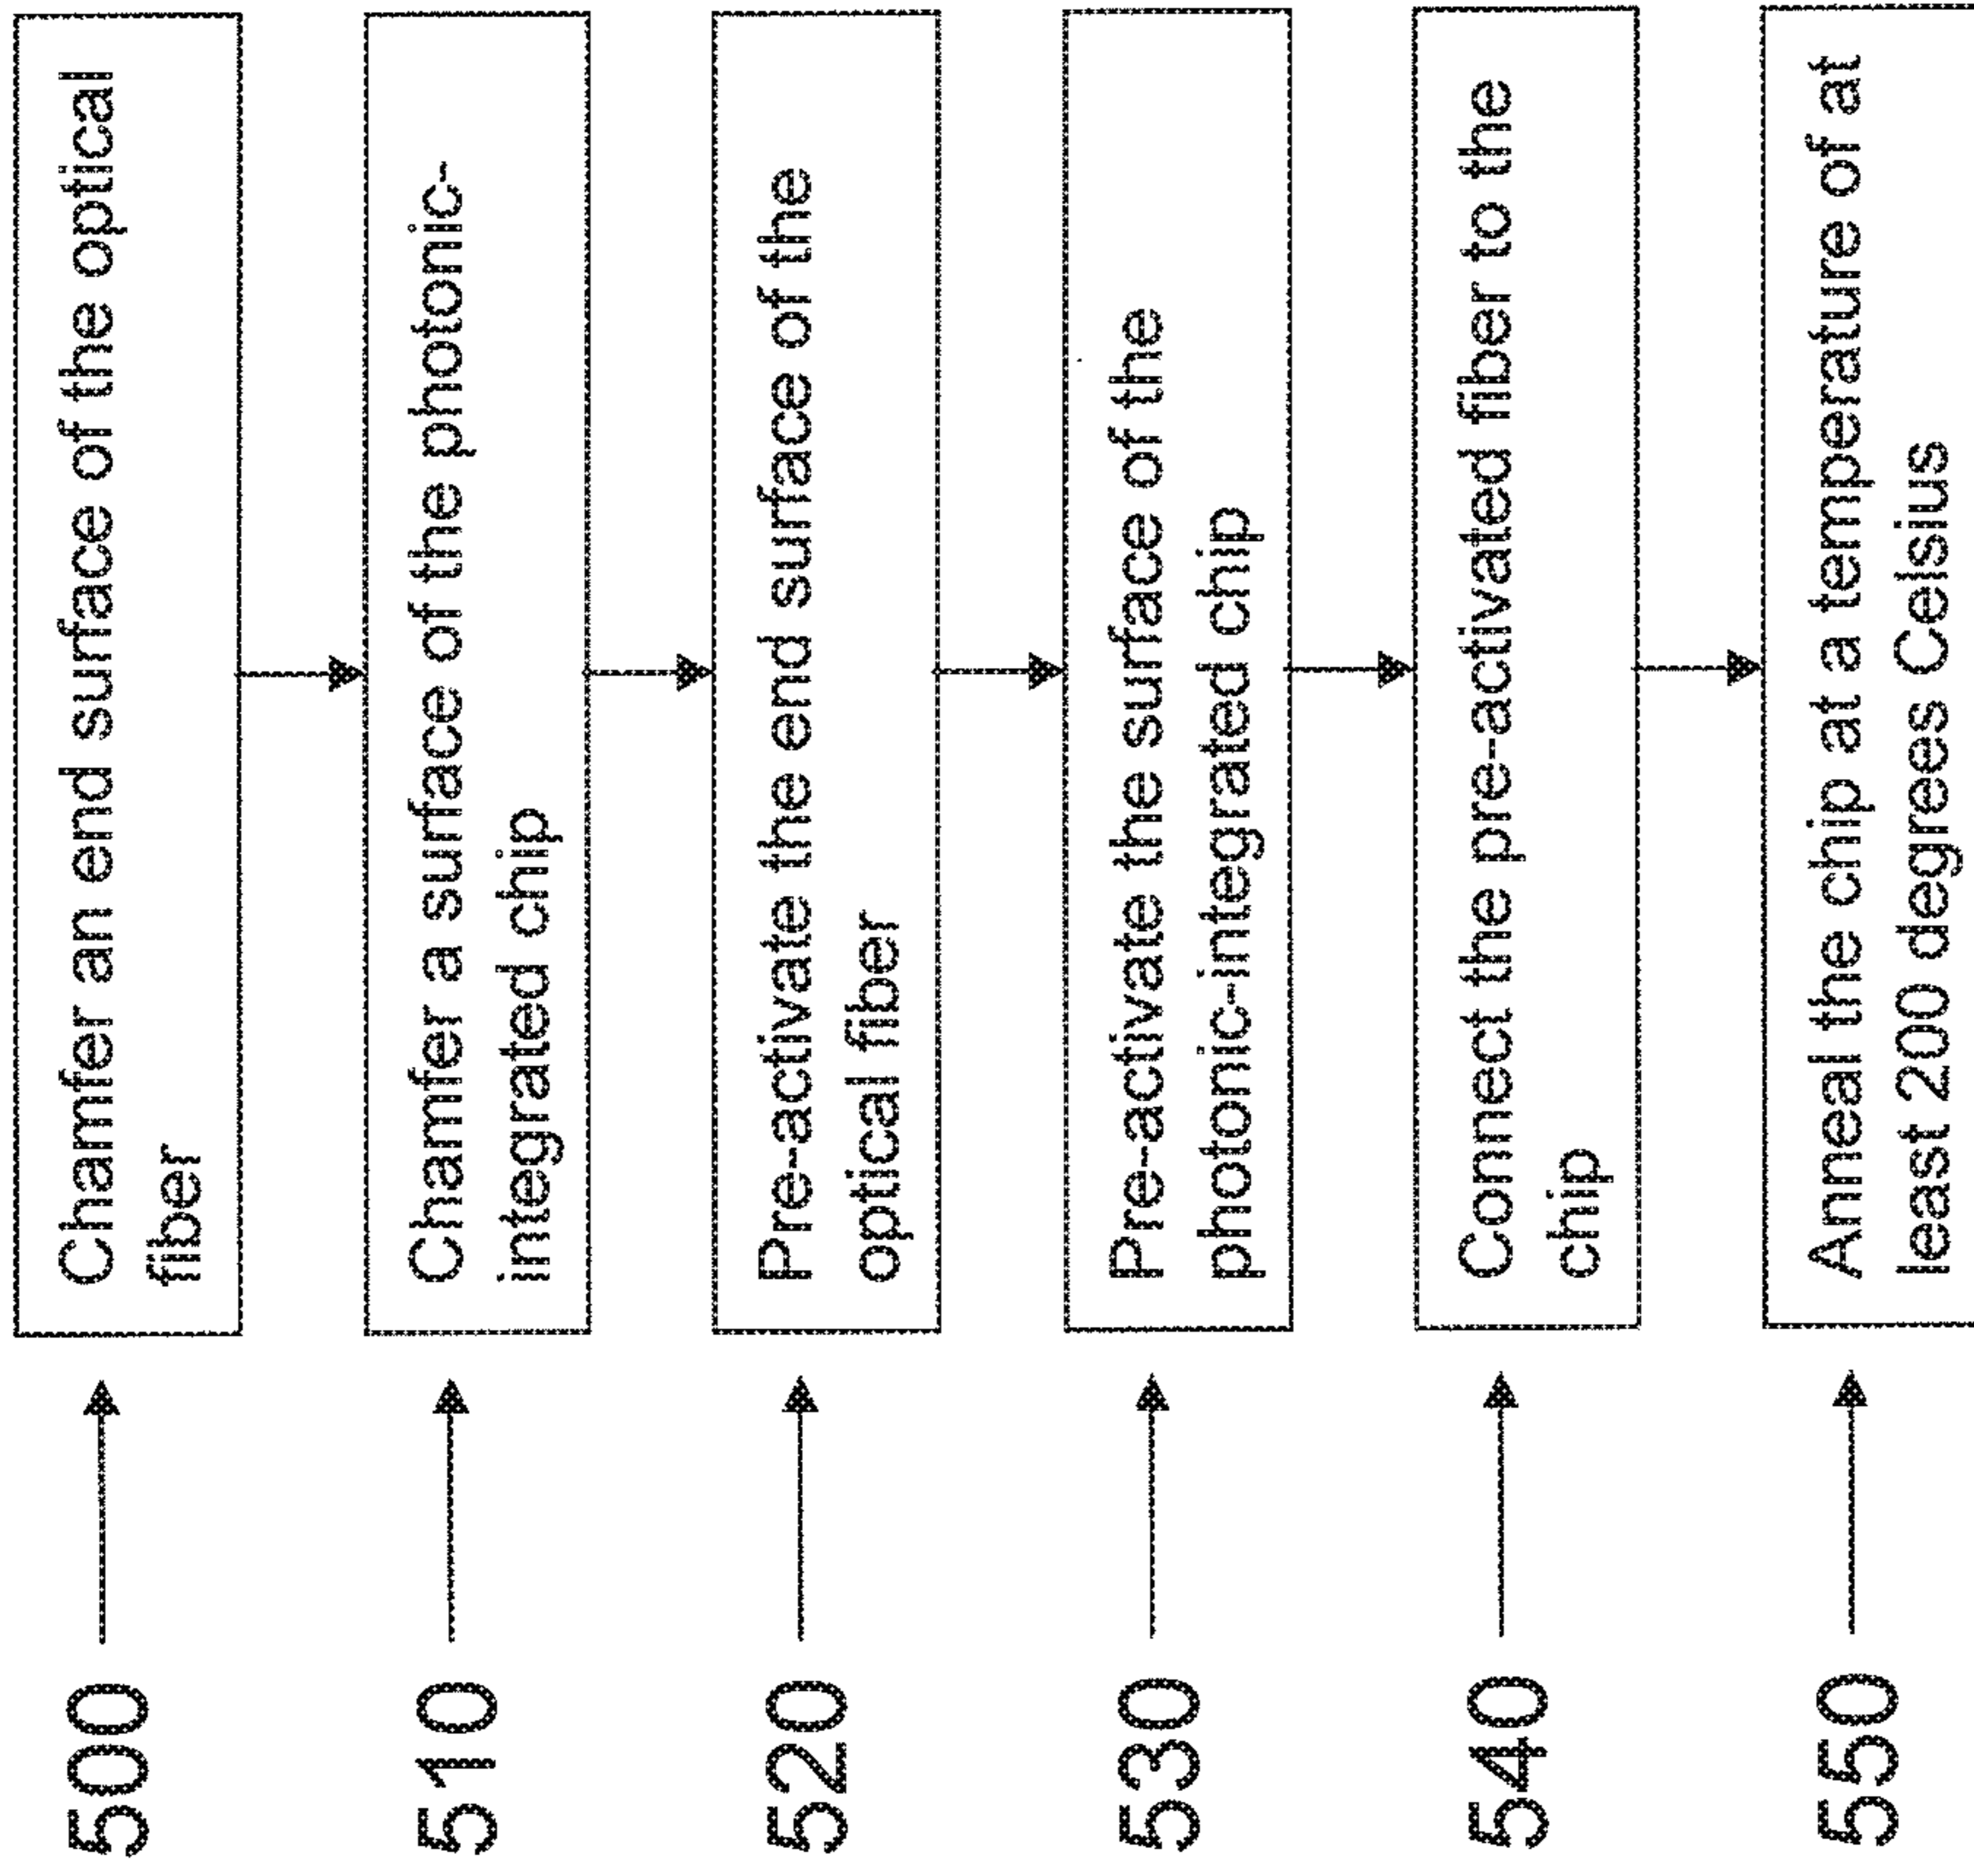 500
Chamfer an end surface of the optical
fiber
510
Chamfer a surface of the photonic-
integrated chip
520
Pre-activate the end surface of the
optical fiber
530
Pre-activate the surface of the
photonic-integrated chip
540
Connect the pre-activated fiber to the
chip
550
Anneal the chip at a temperature of at
least 200 degrees Celsius